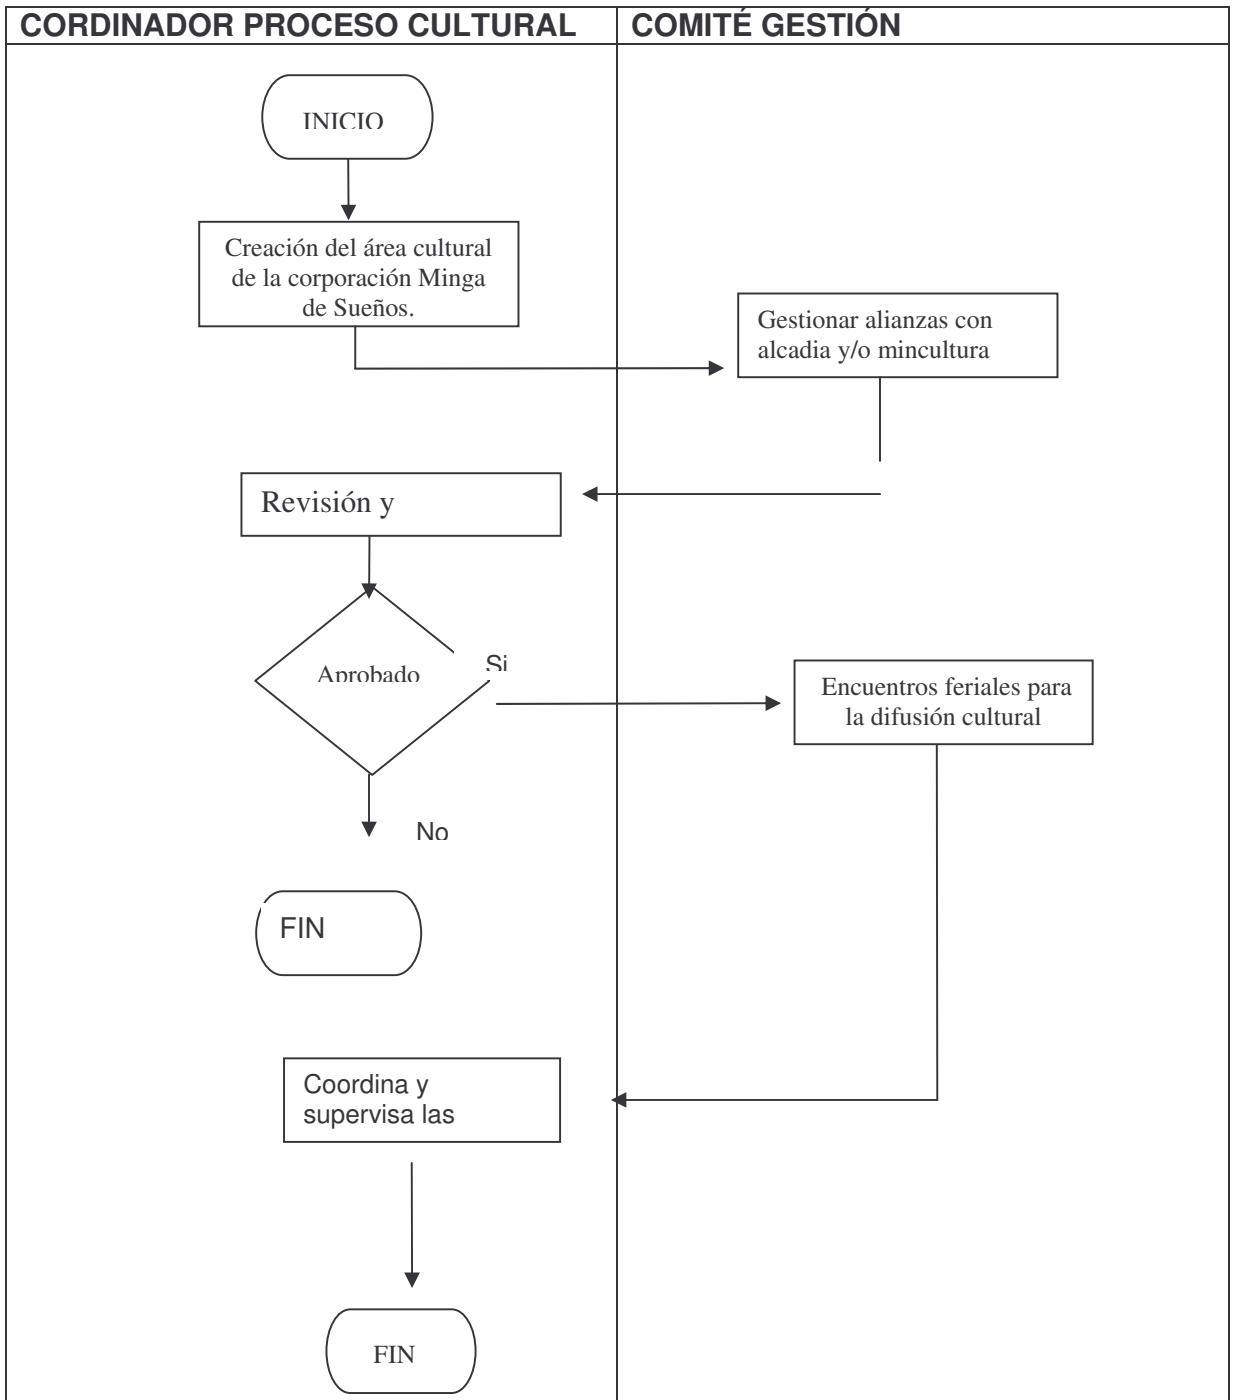 CORDINADOR PROCESO CULTURAL
COMITÉ GESTIÓN
INICIO
Creación del área cultural
de la corporación Minga
de Sueños.
Gestionar alianzas con
alcadia y/o mincultura
Revisión y
Aprobado
Si
Encuentros feriales para
la difusión cultural
No
FIN
Coordina y
supervisa las
FIN